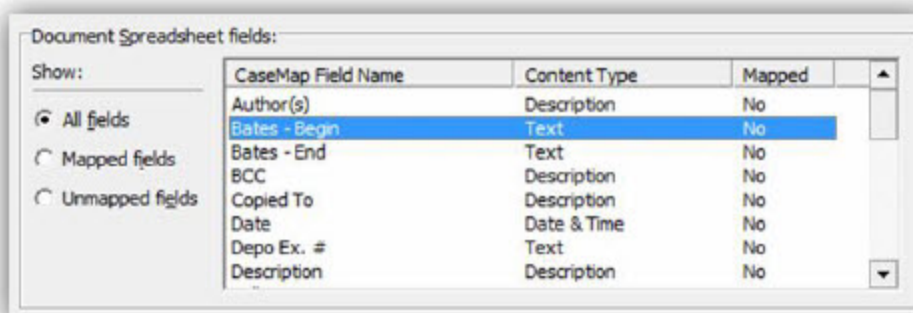 Document Spreadsheet fields:
Show:
All fields
Mapped fields
Unmapped fields
CaseMap Field Name Content Type Mapped
Author(s) Description No
Bates - Begin Text No
Bates - End Text No
BCC Description No
Copied To Description No
Date Date & Time No
Depo Ex. # Text No
Description Description No